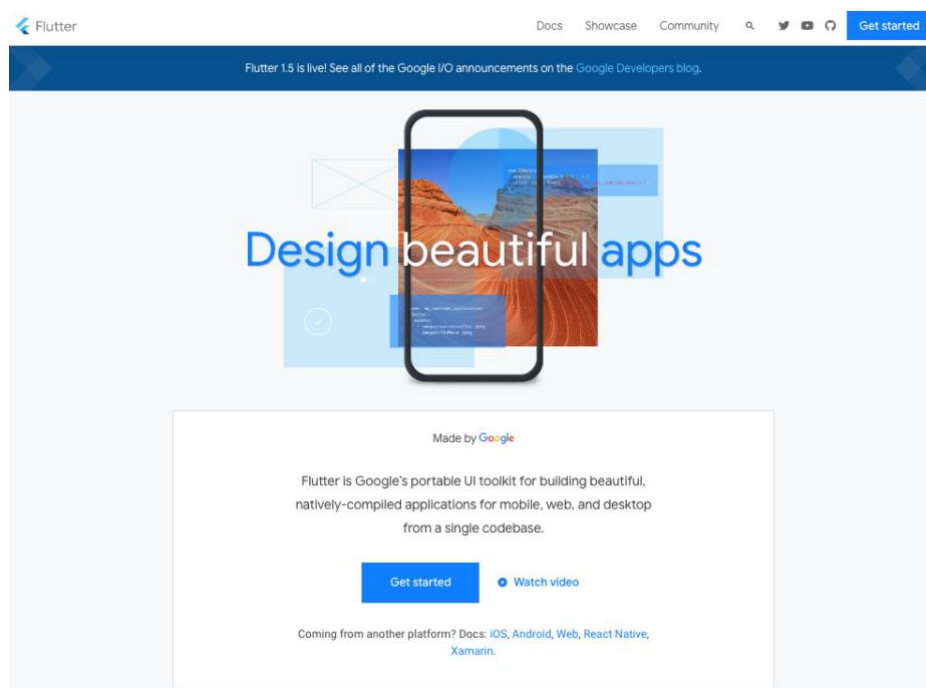 Flutter
Docs Showcase Community Get started
Flutter 1.5 is live! See all of the Google I/O announcements on the Google Developers blog.
Design beautiful apps
Made by Google
Flutter is Google's portable UI toolkit for building beautiful,
natively-compiled applications for mobile, web, and desktop
from a single codebase.
Get started Watch video
Coming from another platform? Docs: iOS, Android, Web, React Native,
Xamarin.